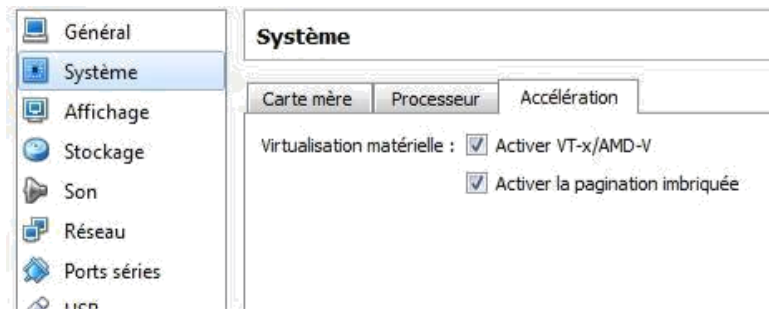 Général
Système
Affichage
Stockage
Son
Réseau
Ports séries
USB
Système
Carte mère Processeur Accélération
Virtualisation matérielle : Activer VT-x/AMD-V
Activer la pagination imbriquée